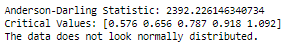 Anderson-Darling Statistic: 2392.226146340734
Critical Values: [0.576 0.656 0.787 0.918 1.092]
The data does not look normally distributed.